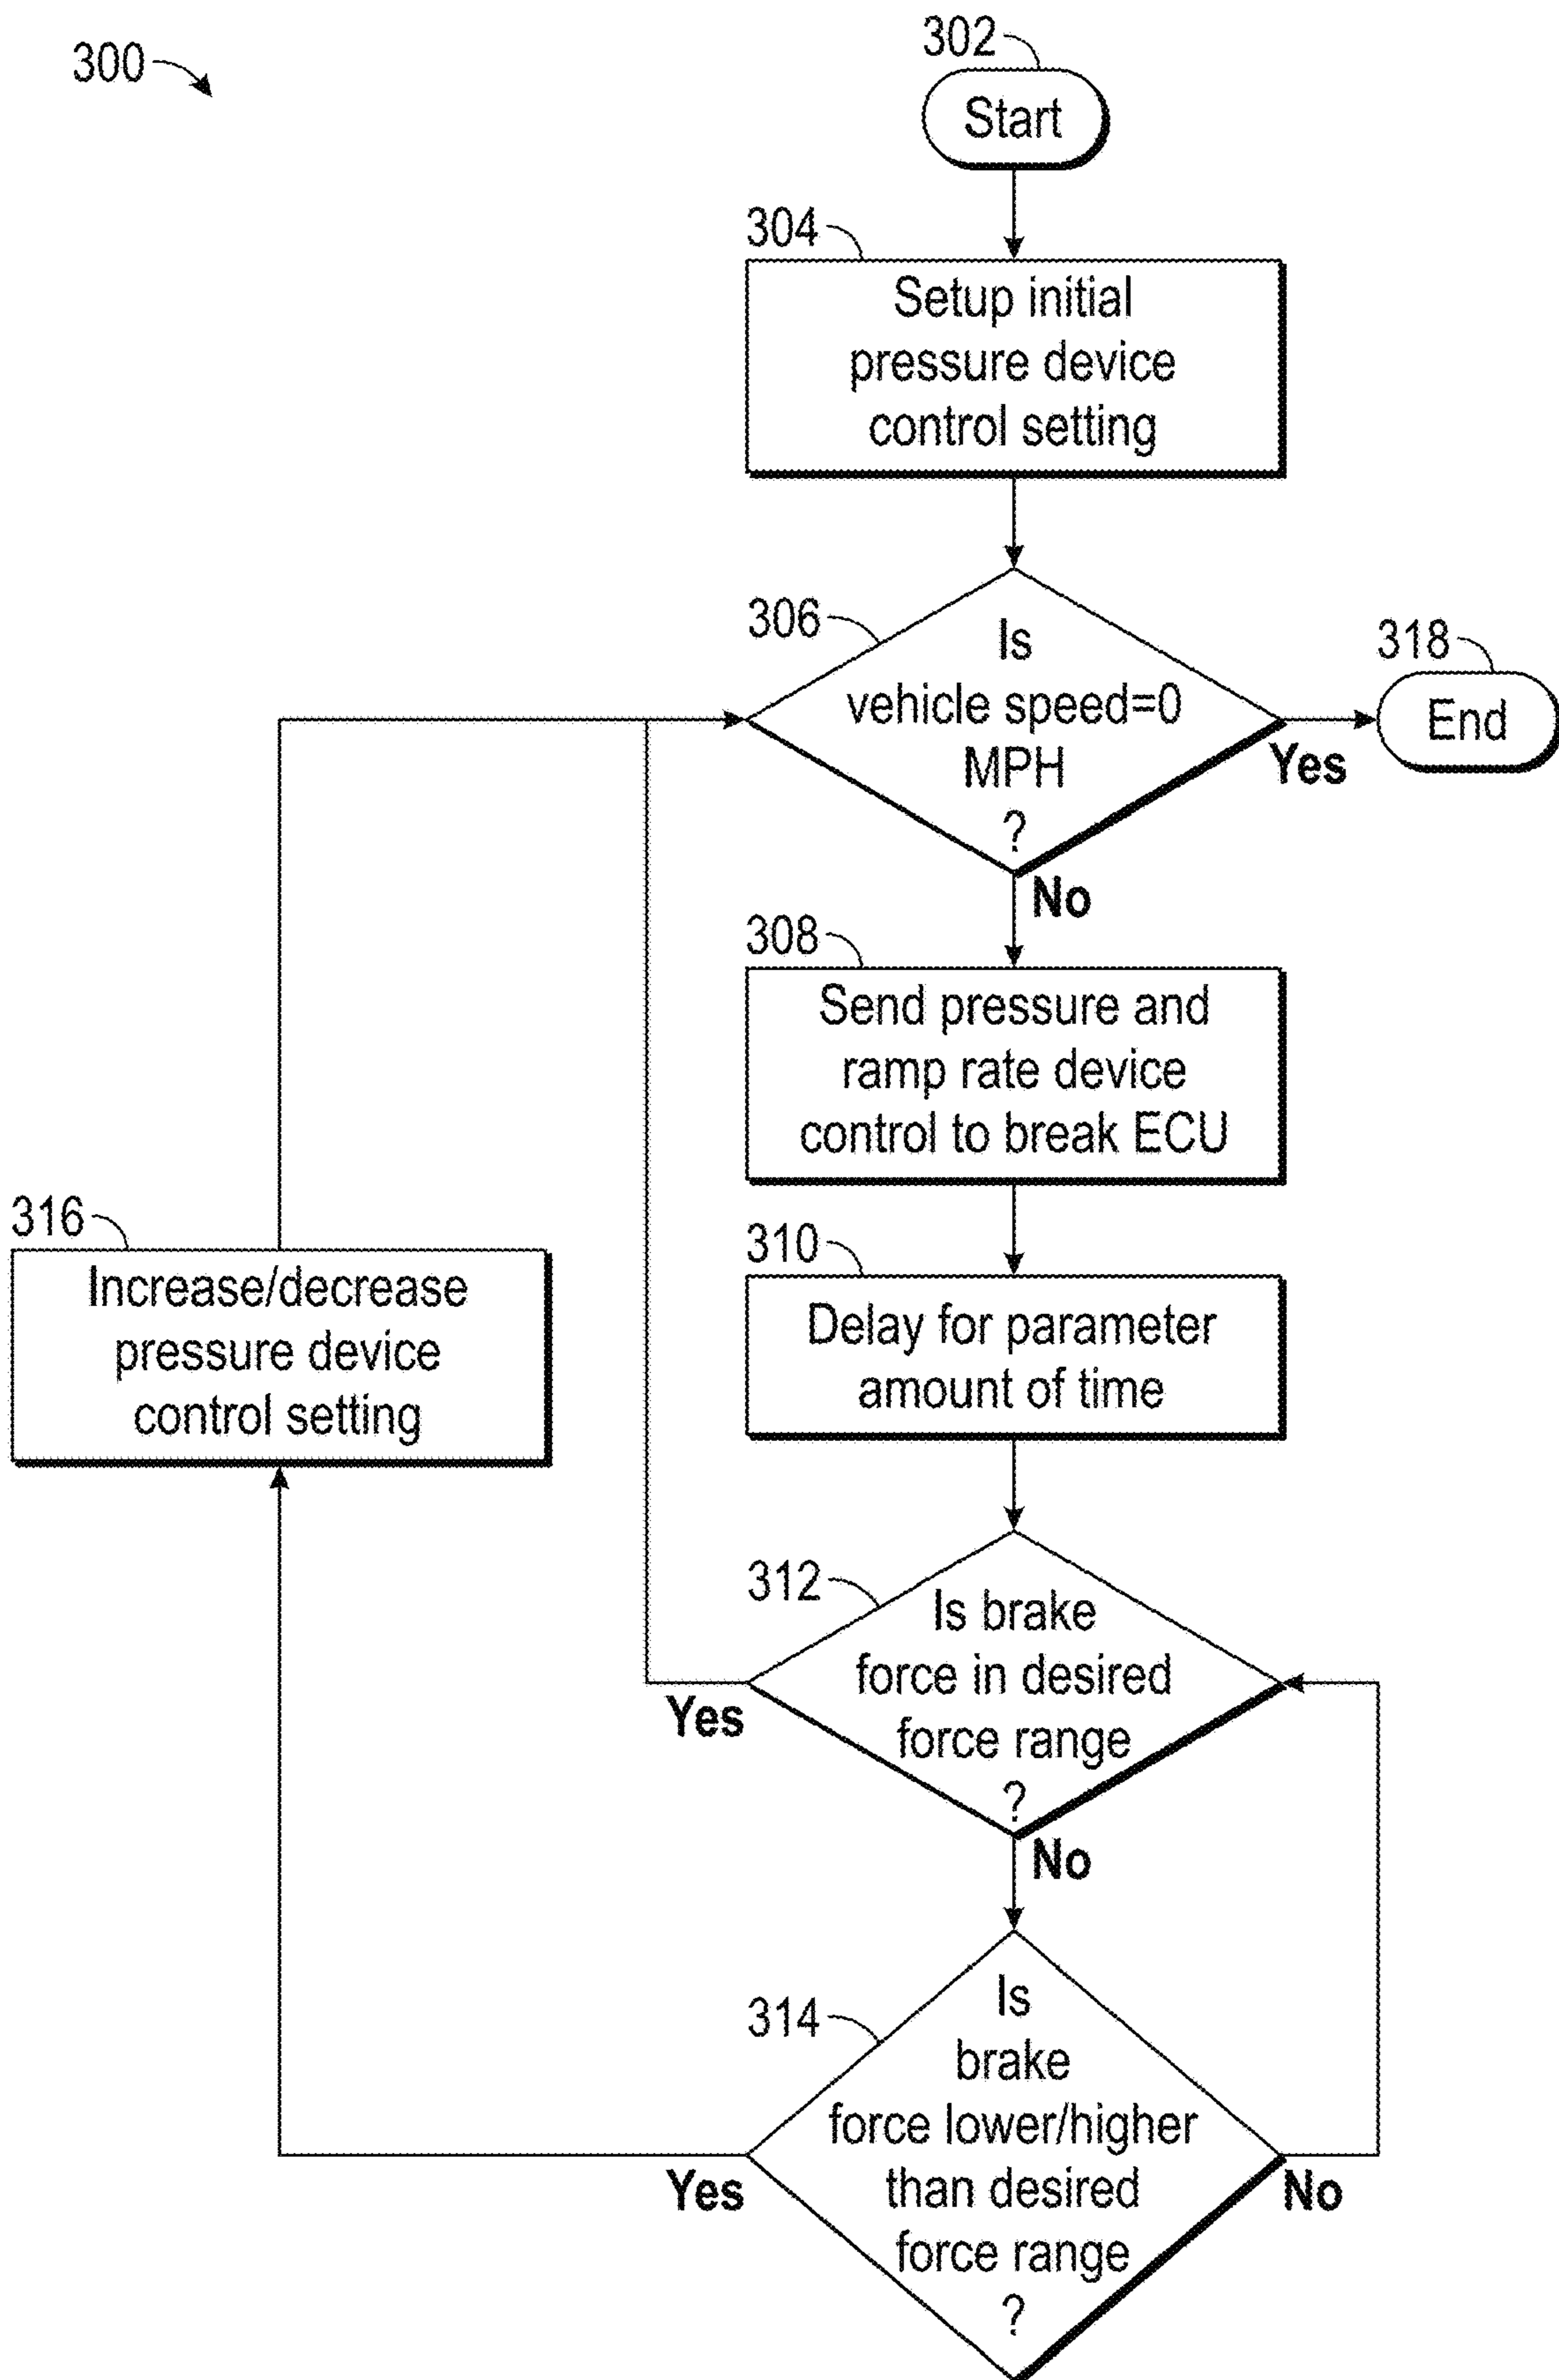 300
302
Start
304
Setup initial
pressure device
control setting
306
Is
vehicle speed=0
MPH
?
Yes
318
End
No
308
Send pressure and
ramp rate device
control to break ECU
316
Increase/decrease
pressure device
control setting
310
Delay for parameter
amount of time
312
Is brake
force in desired
force range
?
Yes
No
314
Is
brake
force lower/higher
than desired
force range
?
Yes
No